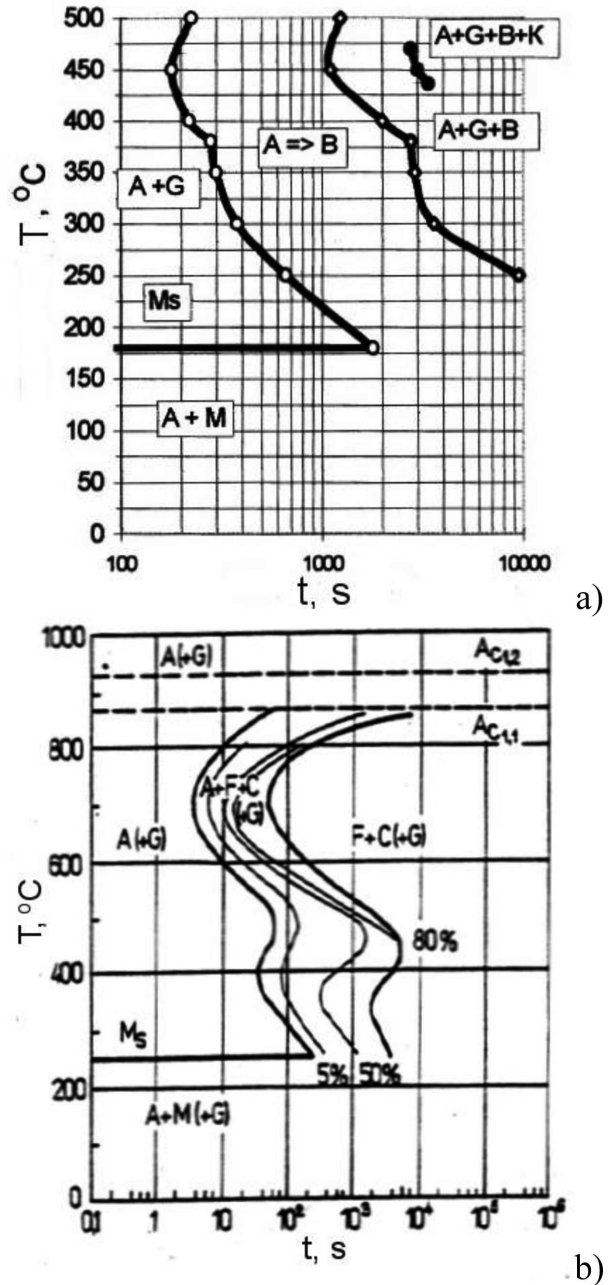 500
A+G+B+K
450
400
A => B
A+G+B
350
A +G
300
T, °C
250
Ms
200
150
A + M
100
50
0
100
1000
10000
t, s
a)
1000
A(+G)
AC1,2
AC1,1
800
A+F+C
(+G)
A(+G)
F+C(+G)
600
T, °C
80%
400
Ms
5%
50%
200
A+M(+G)
0
0,1
1
10
10²
10³
10⁴
10⁵
10⁶
t, s
b)